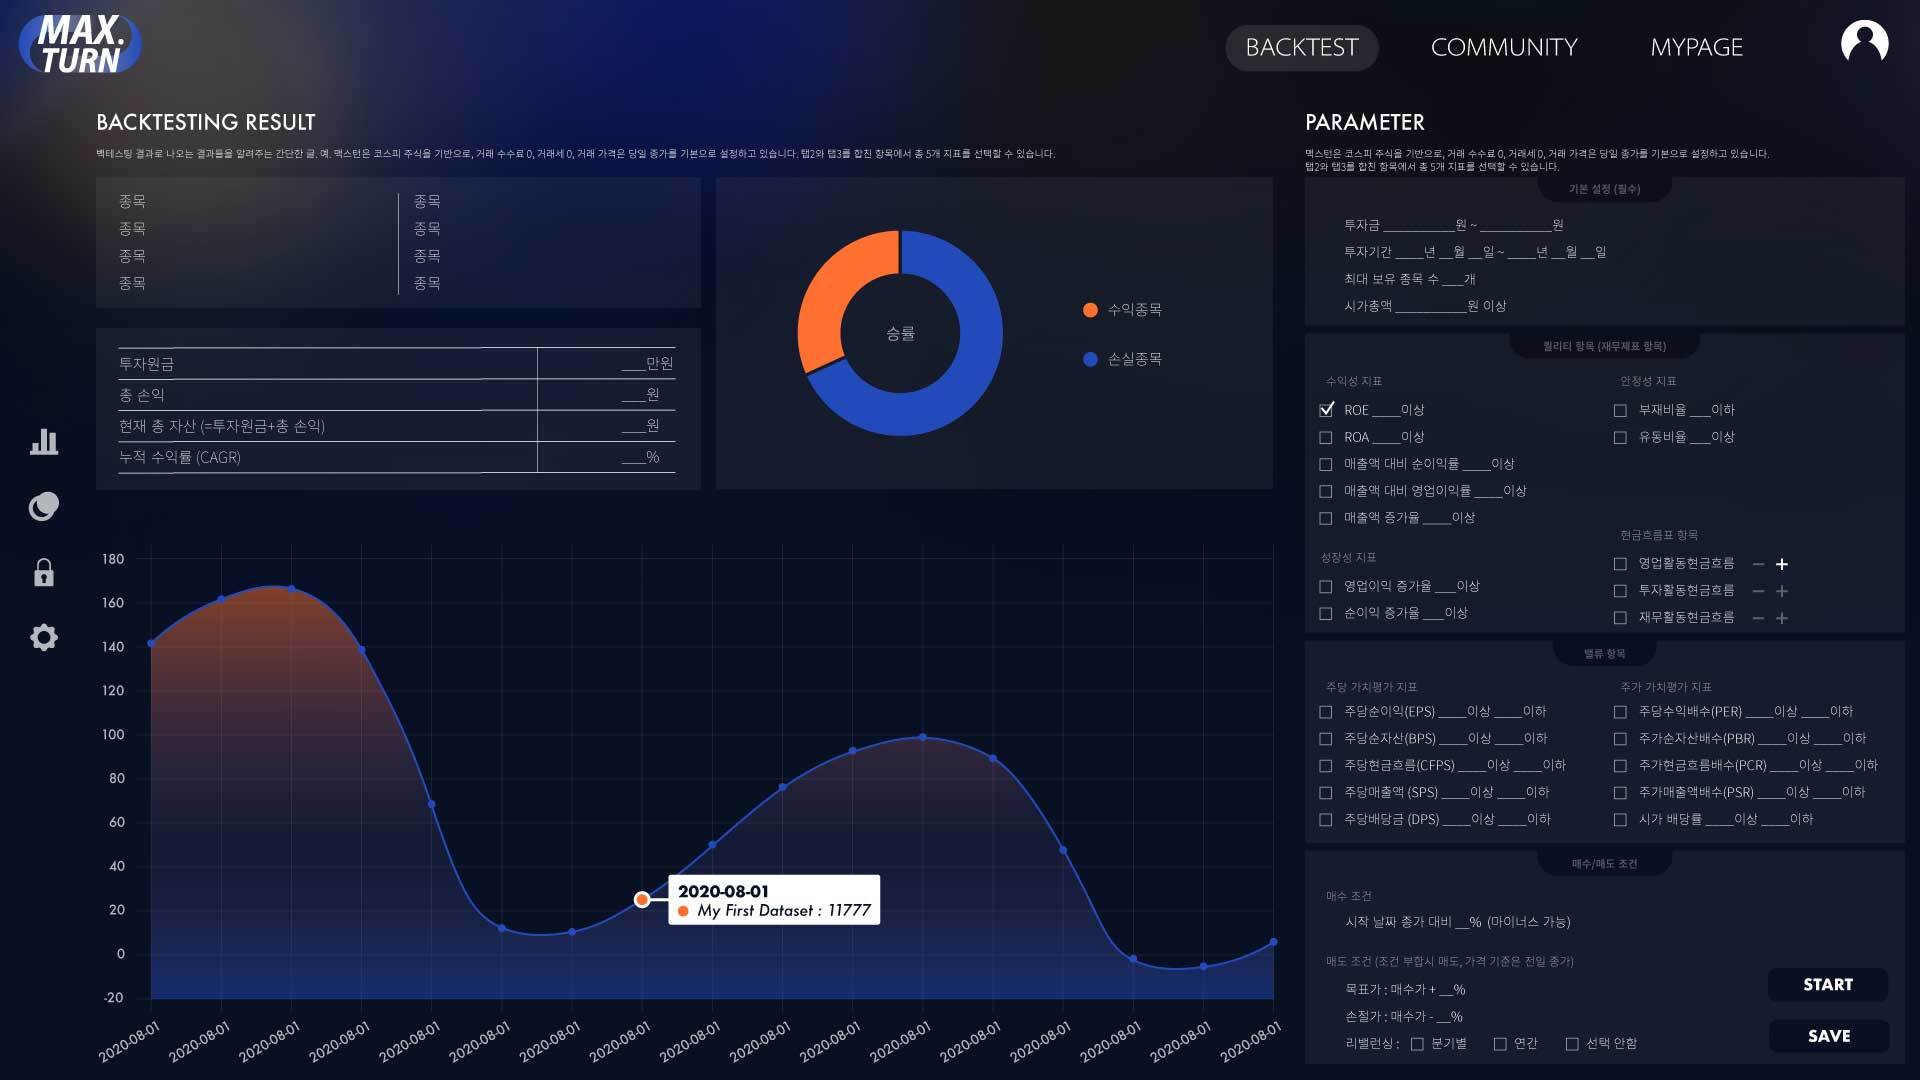 MAX.
TURN
BACKTEST
COMMUNITY
MYPAGE
BACKTESTING RESULT
벡테스팅 결과로 나오는 결과들을 알려주는 간단한 글. 예. 맥스턴은 코스피 주식을 기반으로, 거래 수수료 0, 거래세 0, 거래 가격은 당일 종가를 기본으로 설정하고 있습니다. 탭2와 탭3를 합친 항목에서 총 5개 지표를 선택할 수 있습니다.
종목 종목
종목 종목
종목 종목
종목 종목
투자원금 ___만원
총 손익 ___원
현재 총 자산 (=투자원금+총 손익) ___원
누적 수익률 (CAGR) ___%
승률
수익종목
손실종목
180
160
140
120
100
80
60
40
20
0
-20
2020-08-01
My First Dataset : 11777
2020-08-01 2020-08-01 2020-08-01 2020-08-01 2020-08-01 2020-08-01 2020-08-01 2020-08-01 2020-08-01 2020-08-01 2020-08-01 2020-08-01 2020-08-01 2020-08-01 2020-08-01 2020-08-01 2020-08-01
PARAMETER
맥스턴은 코스피 주식을 기반으로, 거래 수수료 0, 거래세 0, 거래 가격은 당일 종가를 기본으로 설정하고 있습니다.
탭2와 탭3를 합친 항목에서 총 5개 지표를 선택할 수 있습니다.
기본 설정 (필수)
투자금 __________원 ~ __________원
투자기간 ____년 __월 __일 ~ ____년 __월 __일
최대 보유 종목 수 ___개
시가총액 __________원 이상
퀄리티 항목 (재무제표 항목)
수익성 지표
ROE ____이상
ROA ____이상
매출액 대비 순이익률 ____이상
매출액 대비 영업이익률 ____이상
매출액 증가율 ____이상
성장성 지표
영업이익 증가율 ___이상
순이익 증가율 ___이상
안정성 지표
부재비율 ___이하
유동비율 ___이상
현금흐름표 항목
영업활동현금흐름 － +
투자활동현금흐름 － +
재무활동현금흐름 － +
밸류 항목
주당 가치평가 지표
주당순이익(EPS) ____이상 ____이하
주당순자산(BPS) ____이상 ____이하
주당현금흐름(CFPS) ____이상 ____이하
주당매출액 (SPS) ____이상 ____이하
주당배당금 (DPS) ____이상 ____이하
주가 가치평가 지표
주당수익배수(PER) ____이상 ____이하
주가순자산배수(PBR) ____이상 ____이하
주가현금흐름배수(PCR) ____이상 ____이하
주가매출액배수(PSR) ____이상 ____이하
시가 배당률 ____이상 ____이하
매수/매도 조건
매수 조건
시작 날짜 종가 대비 __% (마이너스 가능)
매도 조건 (조건 부합시 매도, 가격 기준은 전일 종가)
목표가 : 매수가 + __%
손절가 : 매수가 - __%
리밸런싱 : 분기별 연간 선택 안함
START
SAVE